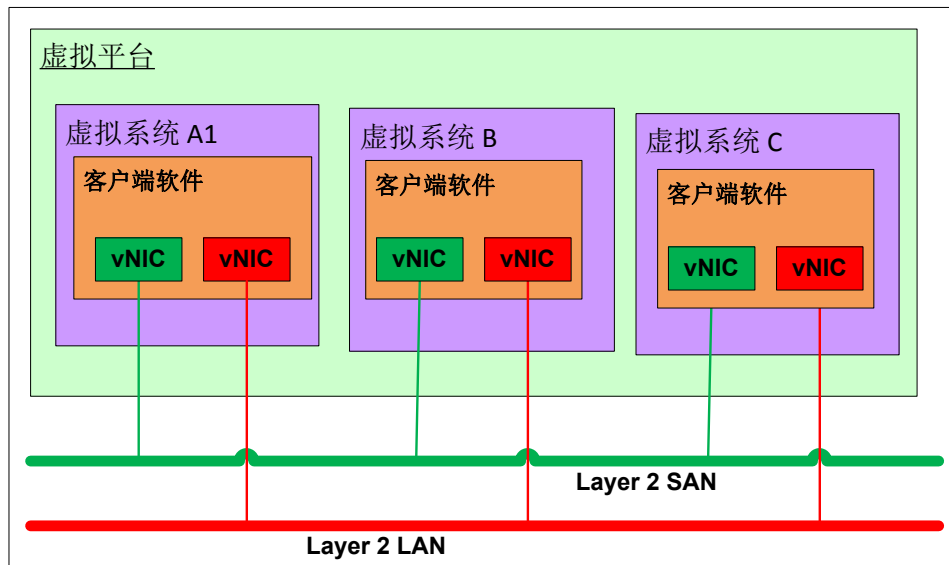 虚拟平台
虚拟系统 A1
虚拟系统 B
虚拟系统 C
客户端软件
客户端软件
客户端软件
vNIC
vNIC
vNIC
vNIC
vNIC
vNIC
Layer 2 SAN
Layer 2 LAN